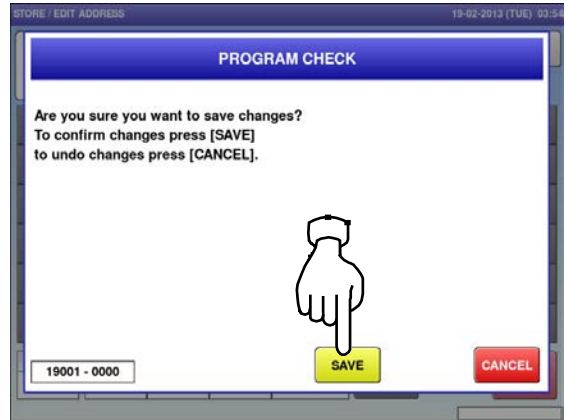 STORE / EDIT ADDRESS
19-02-2013 (TUE) 03:54
PROGRAM CHECK
Are you sure you want to save changes?
To confirm changes press [SAVE]
to undo changes press [CANCEL].
19001 - 0000
SAVE
CANCEL